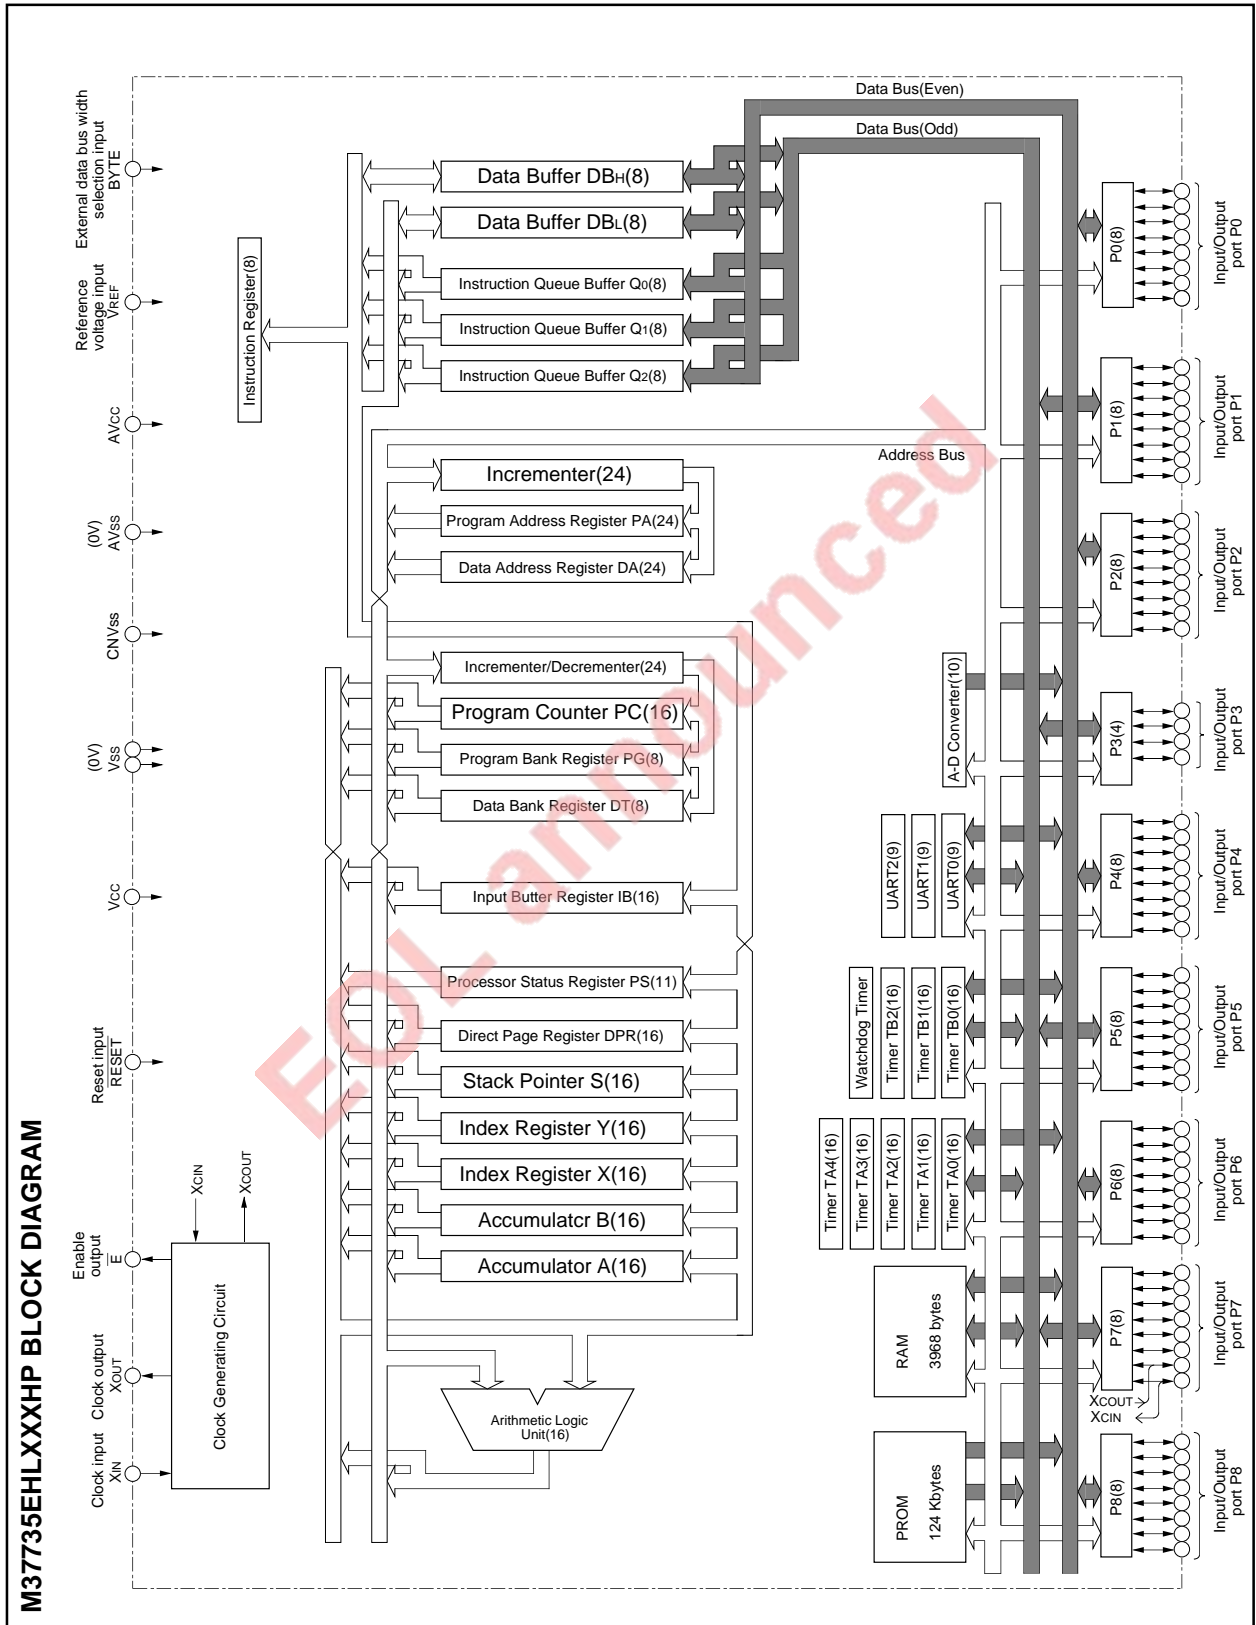 M37735EHLXXXHP BLOCK DIAGRAM
External data bus width
selection input
BYTE
Reference
voltage input
VREF
AVCC
(0V)
AVSS
CNVSS
(0V)
VSS
VCC
Reset input
RESET
Enable
output
E
Clock output
XOUT
Clock input
XIN
XCIN
XCOUT
Clock Generating Circuit
Instruction Register(8)
Data Bus(Even)
Data Bus(Odd)
Data Buffer DBH(8)
Data Buffer DBL(8)
Instruction Queue Buffer Q0(8)
Instruction Queue Buffer Q1(8)
Instruction Queue Buffer Q2(8)
Address Bus
Incrementer(24)
Program Address Register PA(24)
Data Address Register DA(24)
Incrementer/Decrementer(24)
Program Counter PC(16)
Program Bank Register PG(8)
Data Bank Register DT(8)
Input Butter Register IB(16)
Processor Status Register PS(11)
Direct Page Register DPR(16)
Stack Pointer S(16)
Index Register Y(16)
Index Register X(16)
Accumulatcr B(16)
Accumulator A(16)
Arithmetic Logic
Unit(16)
A-D Converter(10)
UART2(9)
UART1(9)
UART0(9)
Watchdog Timer
Timer TB2(16)
Timer TB1(16)
Timer TB0(16)
Timer TA4(16)
Timer TA3(16)
Timer TA2(16)
Timer TA1(16)
Timer TA0(16)
RAM
3968 bytes
PROM
124 Kbytes
P0(8)
Input/Output
port P0
P1(8)
Input/Output
port P1
P2(8)
Input/Output
port P2
P3(4)
Input/Output
port P3
P4(8)
Input/Output
port P4
P5(8)
Input/Output
port P5
P6(8)
Input/Output
port P6
P7(8)
Input/Output
port P7
XCOUT
XCIN
P8(8)
Input/Output
port P8
EOL announced